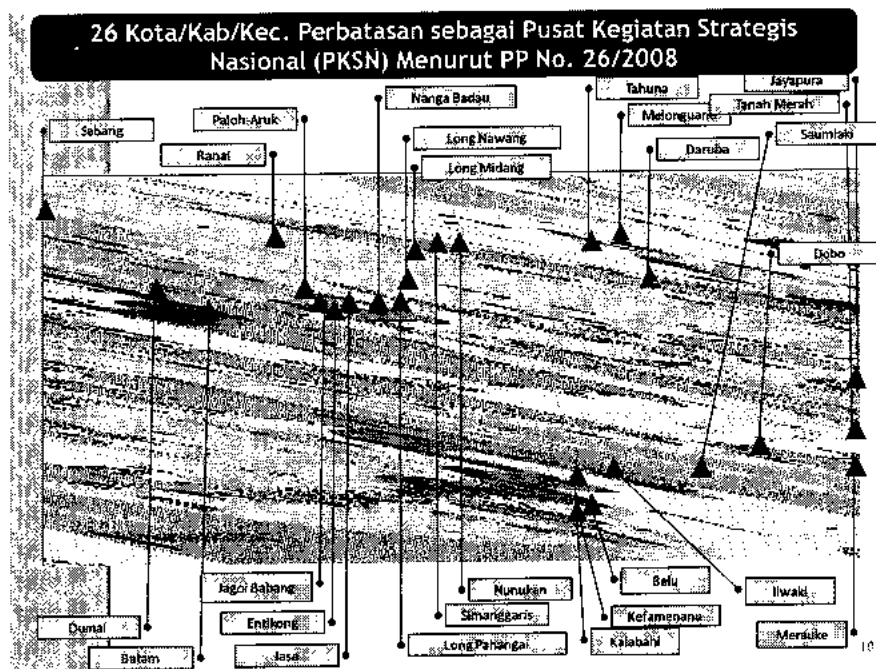 26 Kota/Kab/Kec. Perbatasan sebagai Pusat Kegiatan Strategis
Nasional (PKSN) Menurut PP No. 26/2008
Jayapura
Tahuna
Nanga Badau
Tanah Merah
Melonguane
Paloh-Aruk
Sabang
Long Nawang
Saumlaki
Ranai
Daruba
Long Midang
Dobo
Jagoi Babang
Nunukan
Belu
Ilwaki
Simanggaris
Kefamenanu
Dumai
Entikong
Merauke
Long Pahangai
Kalabahi
Batam
Jasa
10